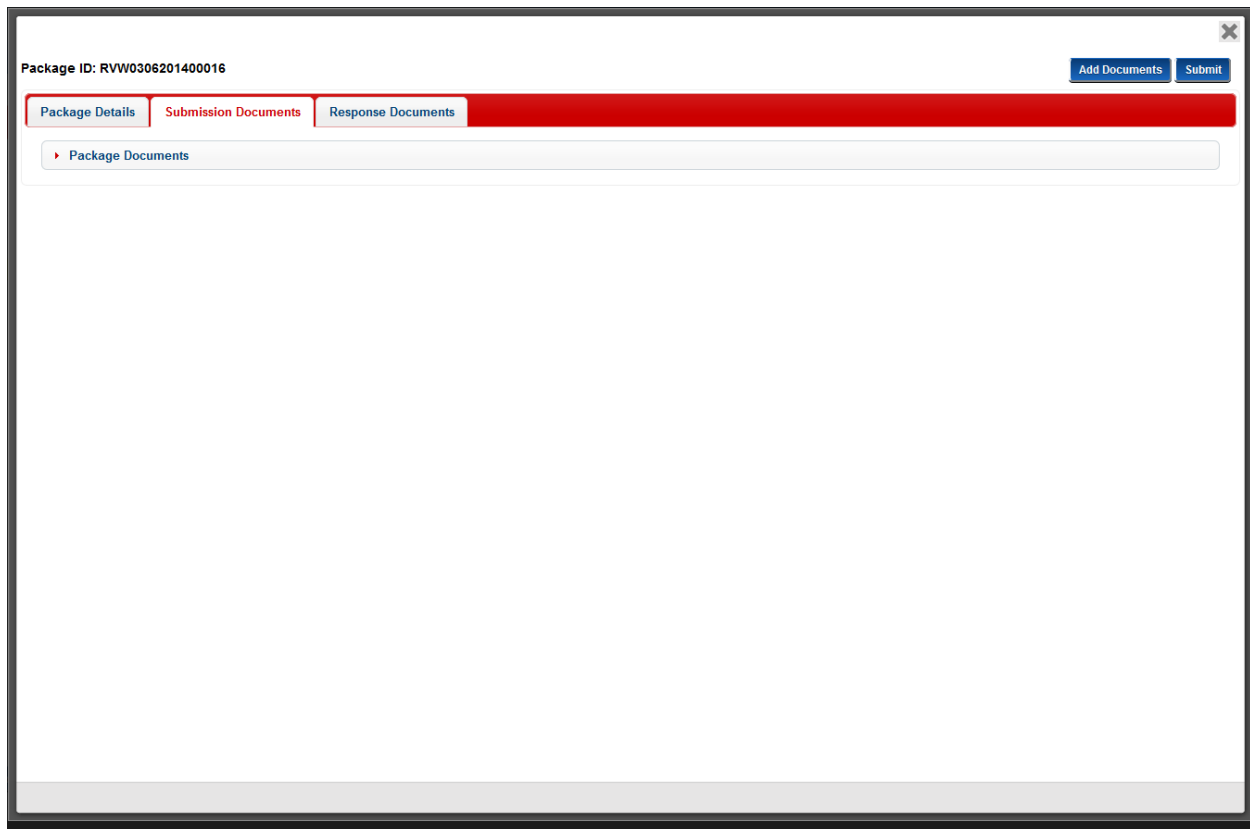 Package ID: RVW0306201400016
Add Documents Submit
Package Details Submission Documents Response Documents
Package Documents